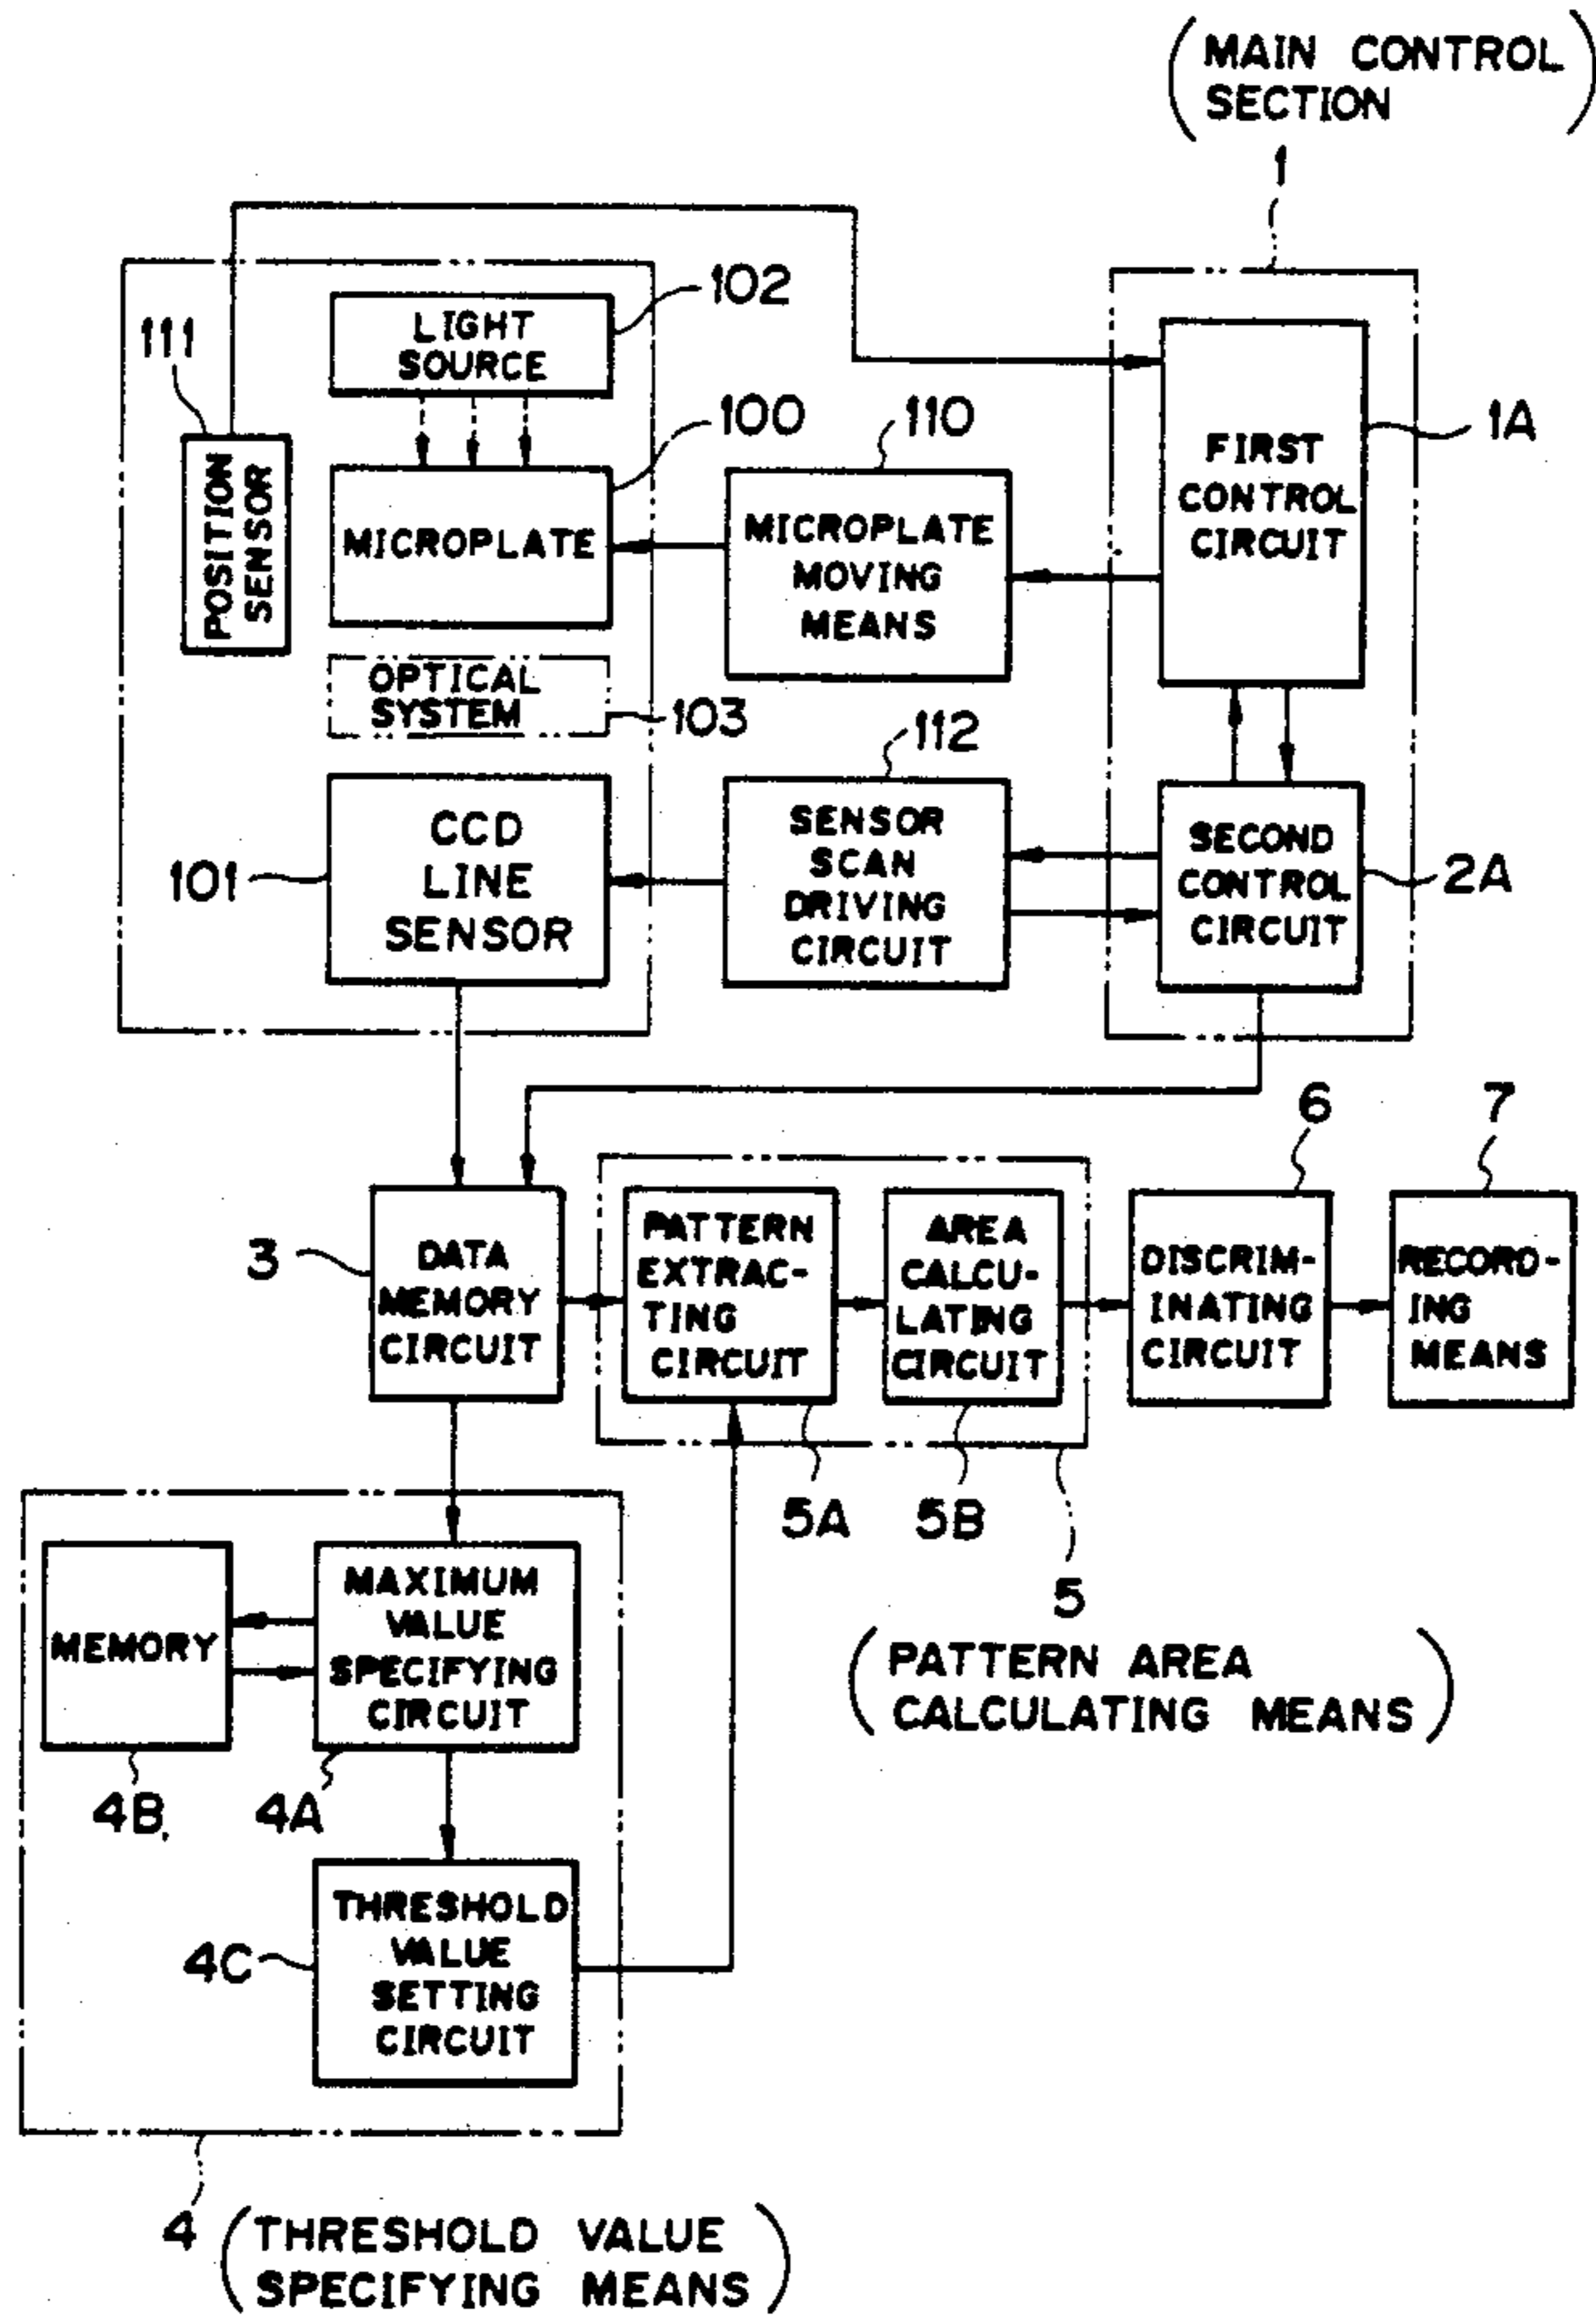 (MAIN CONTROL
SECTION)
1
102
LIGHT
SOURCE
111
100
110
1A
POSITION
SENSOR
MICROPLATE
MICROPLATE
MOVING
MEANS
FIRST
CONTROL
CIRCUIT
OPTICAL
SYSTEM
103
112
CCD
LINE
SENSOR
101
SENSOR
SCAN
DRIVING
CIRCUIT
SECOND
CONTROL
CIRCUIT
2A
6
7
3
DATA
MEMORY
CIRCUIT
PATTERN
EXTRAC-
TING
CIRCUIT
AREA
CALCU-
LATING
CIRCUIT
DISCRIM-
INATING
CIRCUIT
RECORD-
ING
MEANS
5A
5B
5
(PATTERN AREA
CALCULATING MEANS)
MEMORY
MAXIMUM
VALUE
SPECIFYING
CIRCUIT
4B
4A
4C
THRESHOLD
VALUE
SETTING
CIRCUIT
4
(THRESHOLD VALUE
SPECIFYING MEANS)